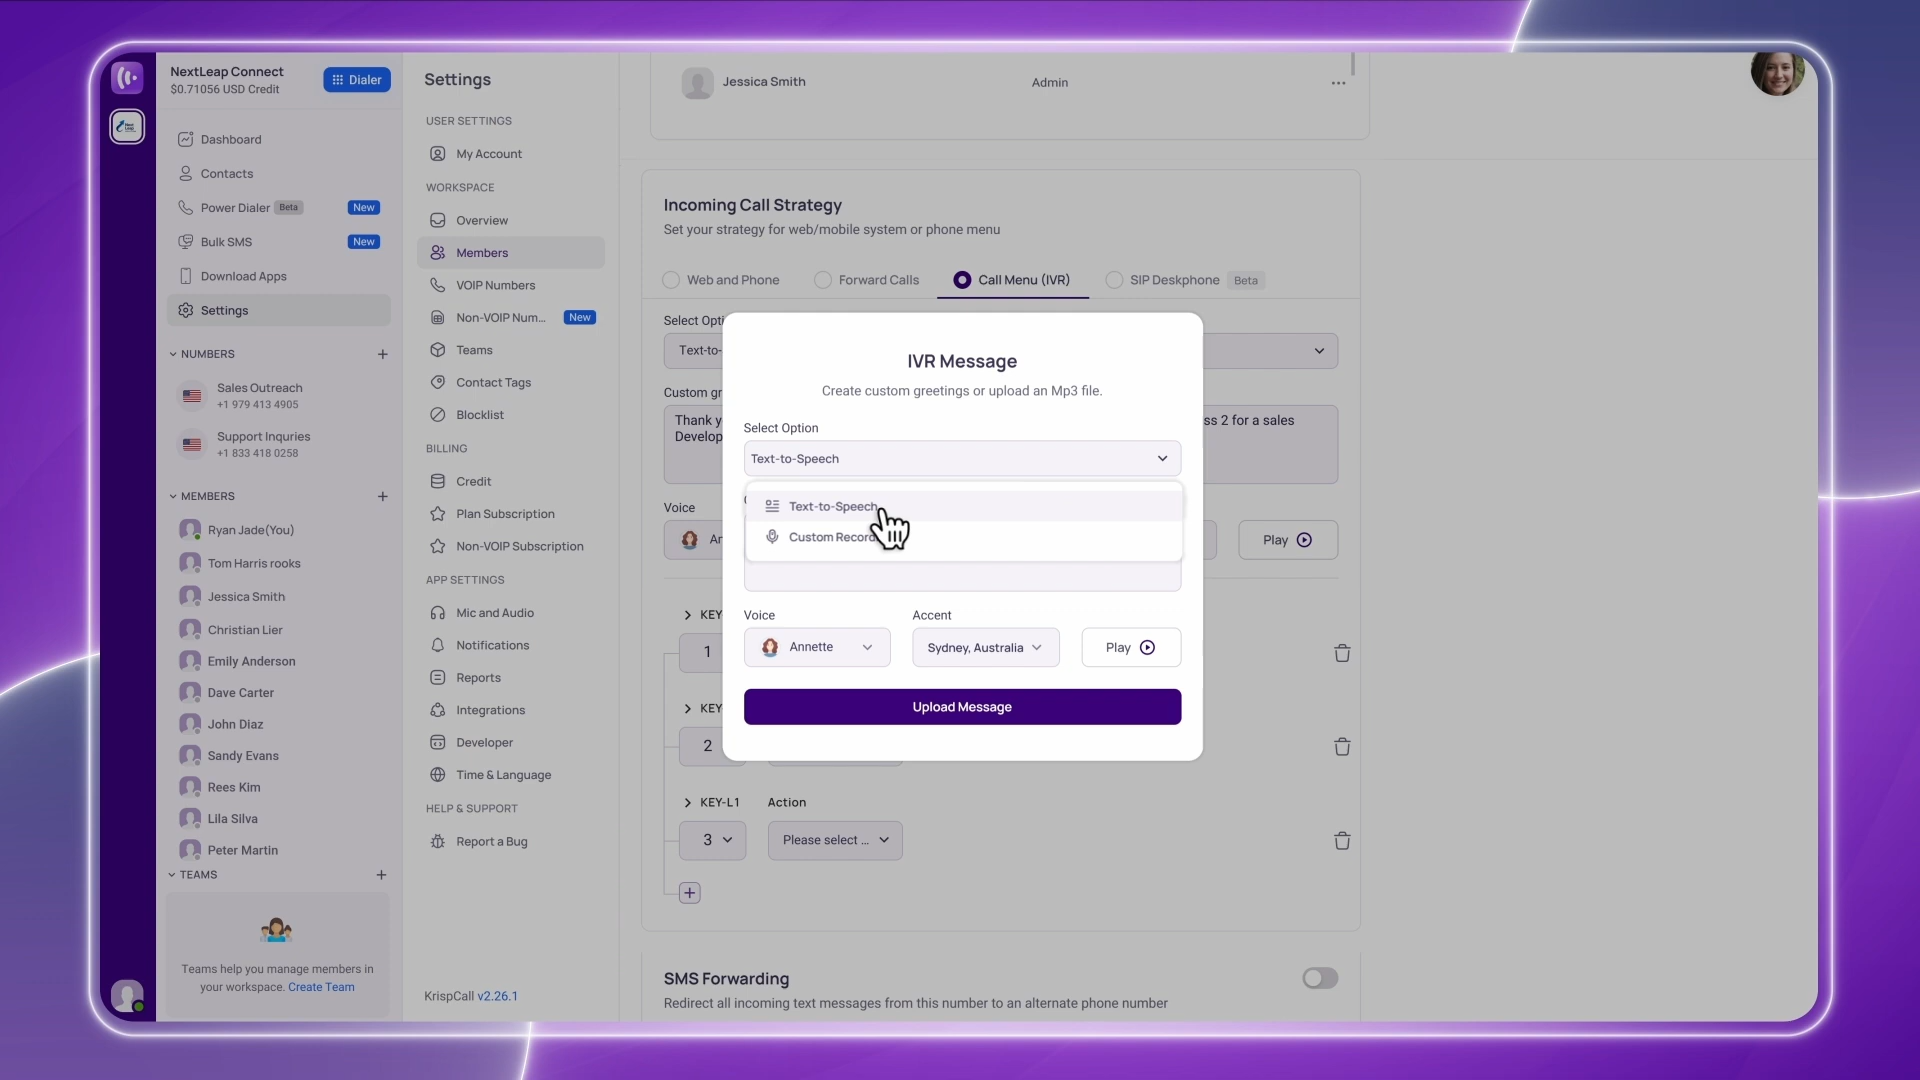 NextLeap Connect
$0.71056 USD Credit
Dialer
Dashboard
Contacts
Power Dialer Beta New
Bulk SMS New
Download Apps
Settings
NUMBERS
Sales Outreach
+1 979 413 4905
Support Inquries
+1 833 418 0258
MEMBERS
Ryan Jade(You)
Tom Harris rooks
Jessica Smith
Christian Lier
Emily Anderson
Dave Carter
John Diaz
Sandy Evans
Rees Kim
Lila Silva
Peter Martin
TEAMS
Teams help you manage members in
your workspace. Create Team
Settings
USER SETTINGS
My Account
WORKSPACE
Overview
Members
VOIP Numbers
Non-VOIP Num... New
Teams
Contact Tags
Blocklist
BILLING
Credit
Plan Subscription
Non-VOIP Subscription
APP SETTINGS
Mic and Audio
Notifications
Reports
Integrations
Developer
Time & Language
HELP & SUPPORT
Report a Bug
KrispCall v2.26.1
Jessica Smith Admin
Incoming Call Strategy
Set your strategy for web/mobile system or phone menu
Web and Phone Forward Calls Call Menu (IVR) SIP Deskphone Beta
Select Opti
Text-to-
Custom gr
Thank y ss 2 for a sales
Develop
Voice
An Play
KEY-
1
KEY-
2
KEY-L1 Action
3 Please select ...
SMS Forwarding
Redirect all incoming text messages from this number to an alternate phone number
IVR Message
Create custom greetings or upload an Mp3 file.
Select Option
Text-to-Speech
Text-to-Speech
Custom Record
Voice Accent
Annette Sydney, Australia Play
Upload Message